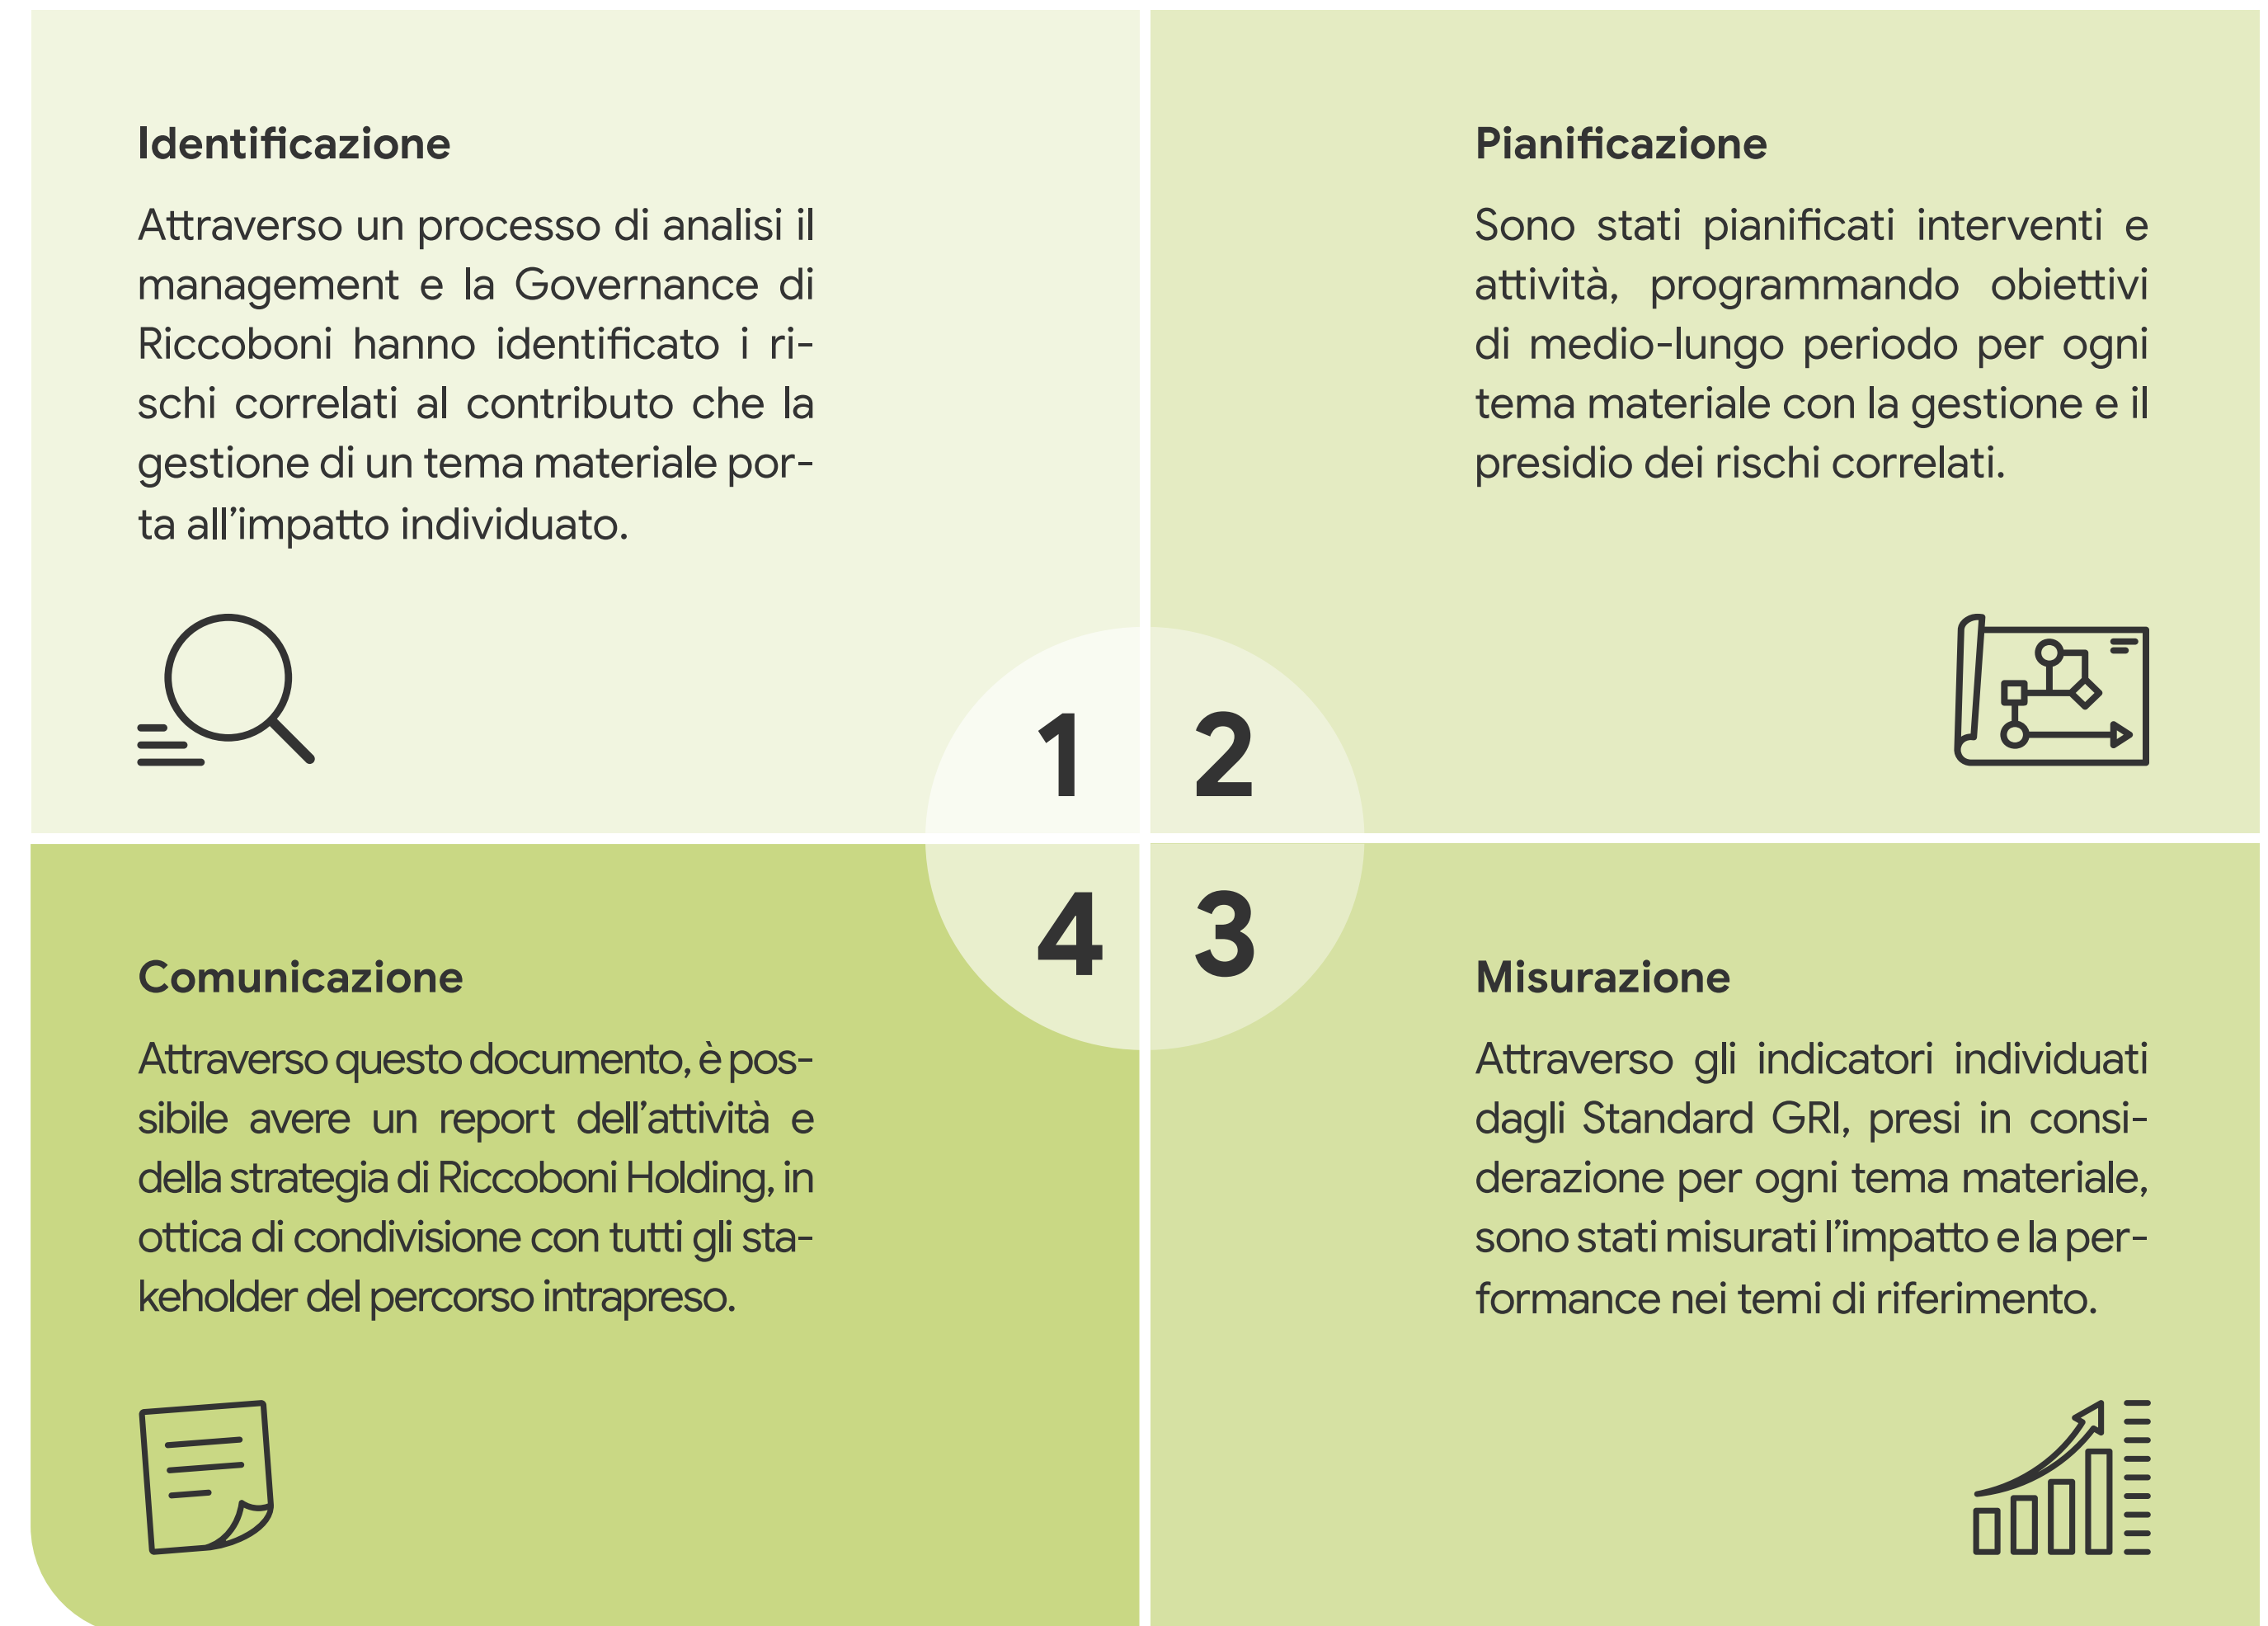 Identificazione
Attraverso un processo di analisi il
management e la Governance di
Riccoboni hanno identificato i ri-
schi correlati al contributo che la
gestione di un tema materiale por-
ta all’impatto individuato.
1
Pianificazione
Sono stati pianificati interventi e
attività, programmando obiettivi
di medio-lungo periodo per ogni
tema materiale con la gestione e il
presidio dei rischi correlati.
2
Misurazione
Attraverso gli indicatori individuati
dagli Standard GRI, presi in consi-
derazione per ogni tema materiale,
sono stati misurati l’impatto e la per-
formance nei temi di riferimento.
3
Comunicazione
Attraverso questo documento, è pos-
sibile avere un report dell’attività e
della strategia di Riccoboni Holding, in
ottica di condivisione con tutti gli sta-
keholder del percorso intrapreso.
4